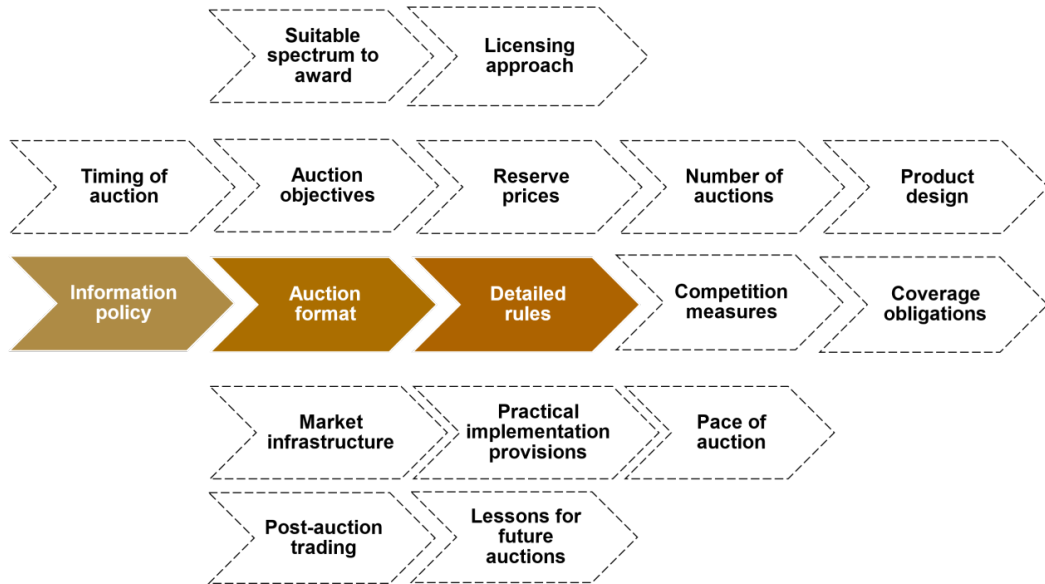 Suitable
spectrum to
award
Licensing
approach
Timing of
auction
Auction
objectives
Reserve
prices
Number of
auctions
Product
design
Information
policy
Auction
format
Detailed
rules
Competition
measures
Coverage
obligations
Market
infrastructure
Practical
implementation
provisions
Pace of
auction
Post-auction
trading
Lessons for
future
auctions